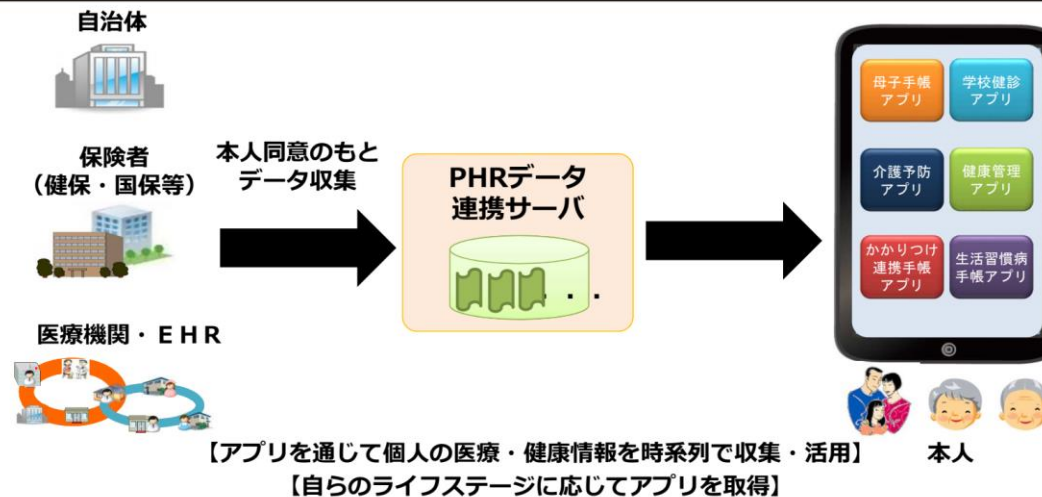 自治体
保険者
（健保・国保等）
医療機関・ＥＨＲ
本人同意のもと
データ収集
PHRデータ
連携サーバ
・・・
母子手帳
アプリ
学校健診
アプリ
介護予防
アプリ
健康管理
アプリ
かかりつけ
連携手帳
アプリ
生活習慣病
手帳アプリ
本人
【アプリを通じて個人の医療・健康情報を時系列で収集・活用】
【自らのライフステージに応じてアプリを取得】